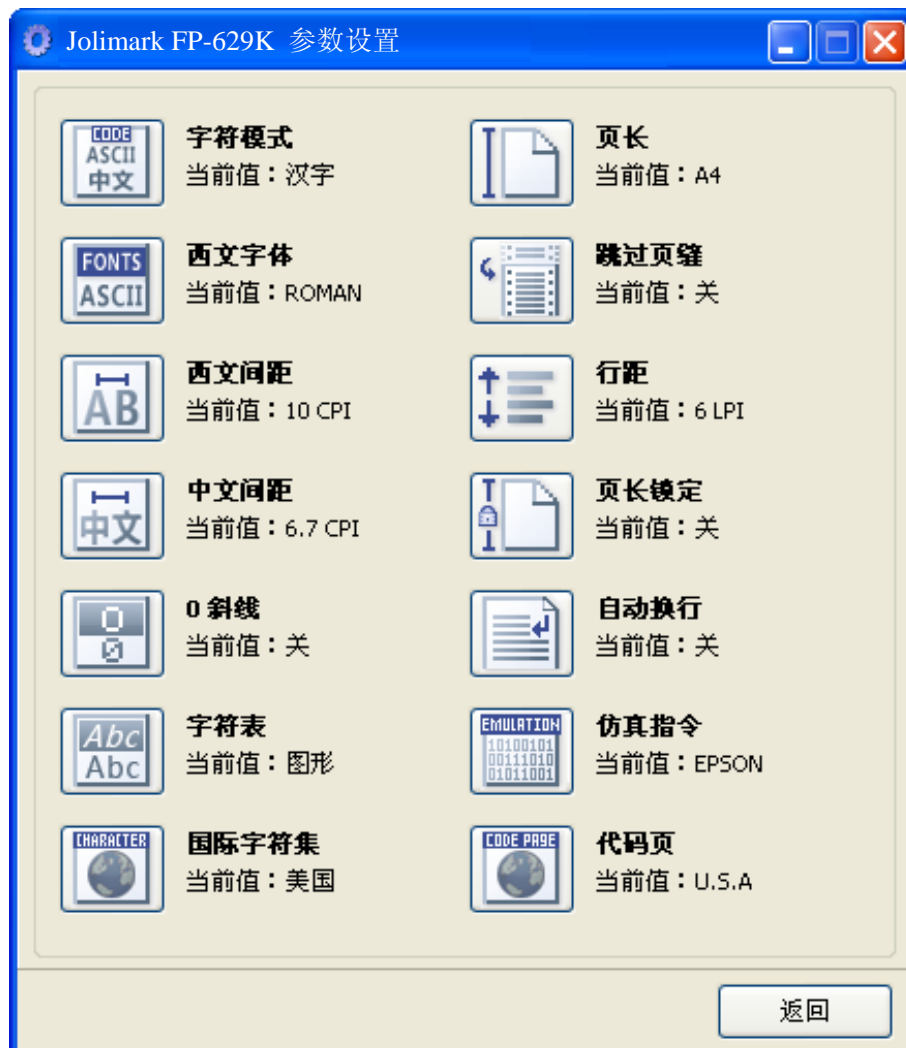 Jolimark FP-629K 参数设置
CODE
ASCII
中文
字符模式
当前值：汉字
页长
当前值：A4
FONTS
ASCII
西文字体
当前值：ROMAN
跳过页缝
当前值：关
AB
西文间距
当前值：10 CPI
行距
当前值：6 LPI
中文
中文间距
当前值：6.7 CPI
页长锁定
当前值：关
0
0
0 斜线
当前值：关
自动换行
当前值：关
Abc
Abc
字符表
当前值：图形
EMULATION
10100101
00111010
01011001
仿真指令
当前值：EPSON
CHARACTER
国际字符集
当前值：美国
CODE PAGE
代码页
当前值：U.S.A
返回